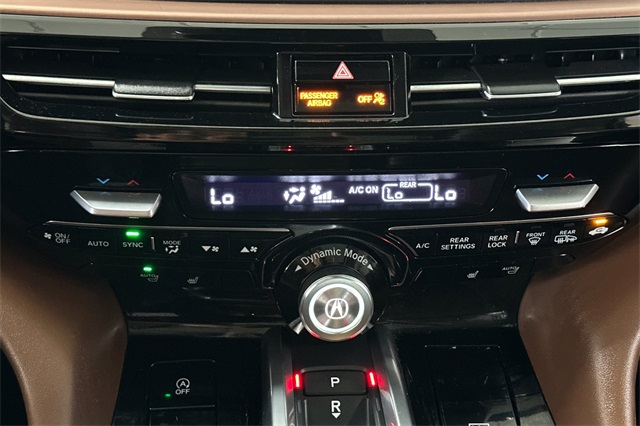 PASSENGER OFF
AIRBAG
Lo A/C ON REAR Lo Lo
ON/OFF AUTO SYNC MODE
A/C REAR SETTINGS REAR LOCK FRONT REAR
Dynamic Mode
AUTO AUTO
A OFF
P
R